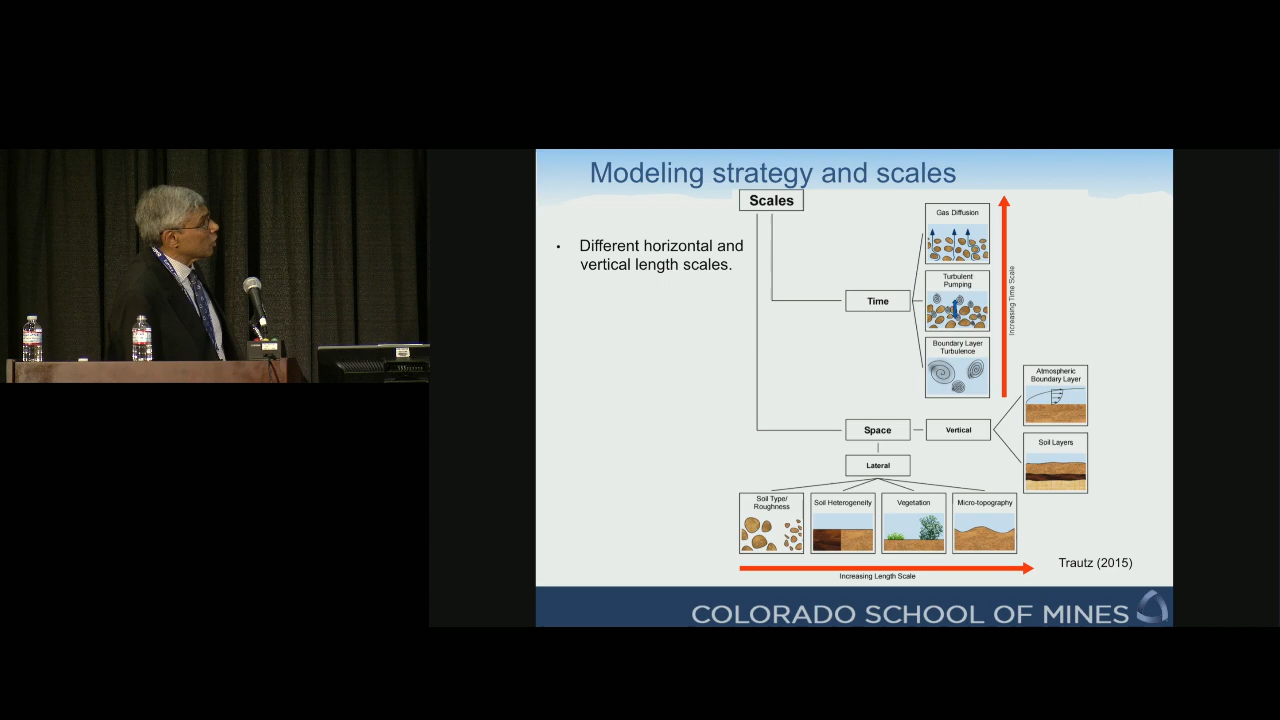 Modeling strategy and scales
Scales
• Different horizontal and
vertical length scales.
Gas Diffusion
Turbulent
Pumping
Time
Boundary Layer
Turbulence
Increasing Time Scale
Atmospheric
Boundary Layer
Space
Vertical
Soil Layers
Lateral
Soil Type/
Roughness
Soil Heterogeneity
Vegetation
Micro-topography
Increasing Length Scale
Trautz (2015)
COLORADO SCHOOL OF MINES